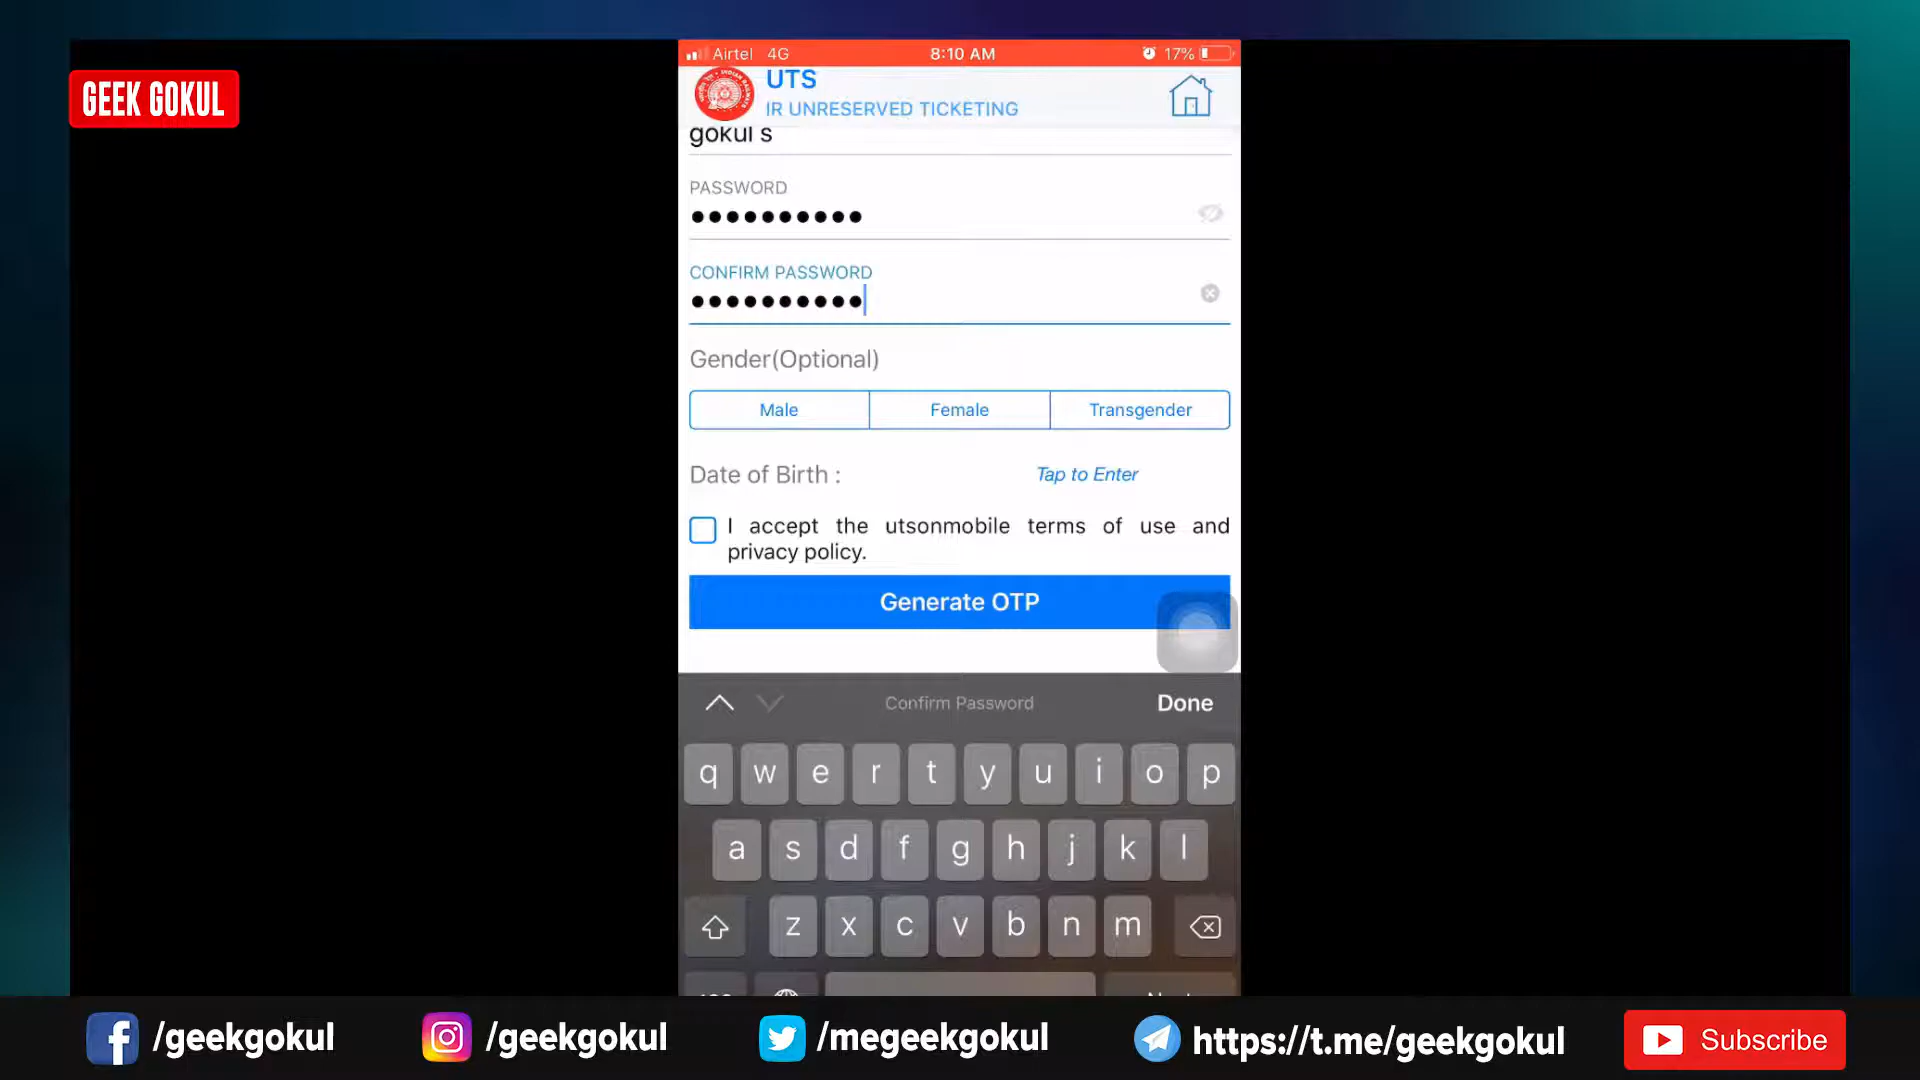 GEEK GOKUL
Airtel 4G 8:10 AM 17%
UTS
IR UNRESERVED TICKETING
gokul s
PASSWORD
●●●●●●●●●●
CONFIRM PASSWORD
●●●●●●●●●●
Gender(Optional)
Male Female Transgender
Date of Birth : Tap to Enter
I accept the utsonmobile terms of use and
privacy policy.
Generate OTP
Confirm Password Done
q w e r t y u i o p
a s d f g h j k l
z x c v b n m
/geekgokul /geekgokul /megeekgokul https://t.me/geekgokul Subscribe